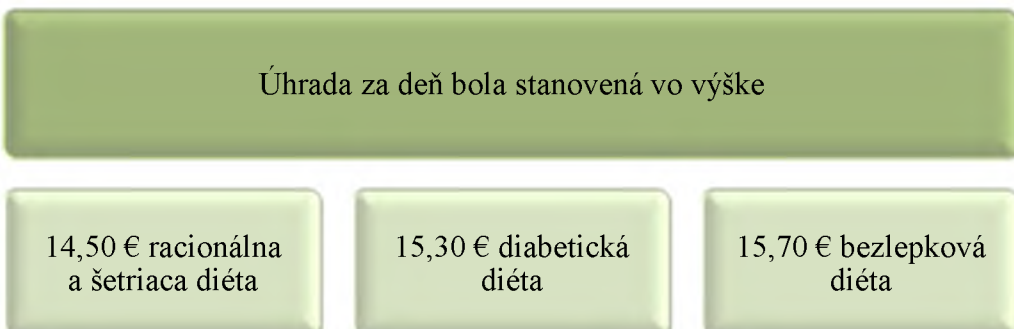 Úhrada za deň bola stanovená vo výške
14,50 € racionálna
a šetriaca diéta
15,30 € diabetická
diéta
15,70 € bezlepková
diéta